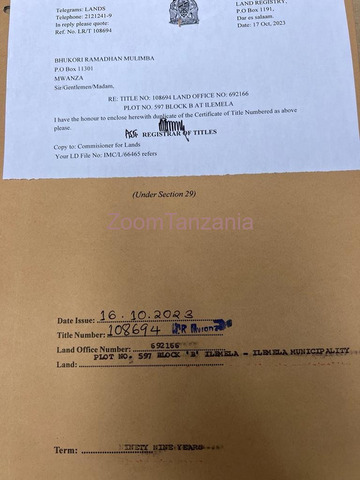 Telegrams: LANDS
Telephone: 2121241-9
In reply please quote:
Ref. No. LR/T 108694
LAND REGISTRY,
P.O Box 1191,
Dar es salaam.
Date: 17 Oct, 2023
BHUKORI RAMADHAN MULIMBA
P.O Box 11301
MWANZA
Sir/Gentlemen/Madam,
RE: TITLE NO: 108694 LAND OFFICE NO: 692166
PLOT NO. 597 BLOCK B AT ILEMELA
I have the honour to enclose herewith duplicate of the Certificate of Title Numbered as above
please.
REGISTRAR OF TITLES
Copy to: Commisioner for Lands
Your LD File No: IMC/L/66465 refers
(Under Section 29)
ZoomTanzania
Date Issue: 16.10.2023
Title Number: 108694
Land Office Number: 692166
PLOT NO. 597 BLOCK 'B' ILEMELA - ILEMELA MUNICIPALITY
Land:
Term: NINETY NINE YEARS